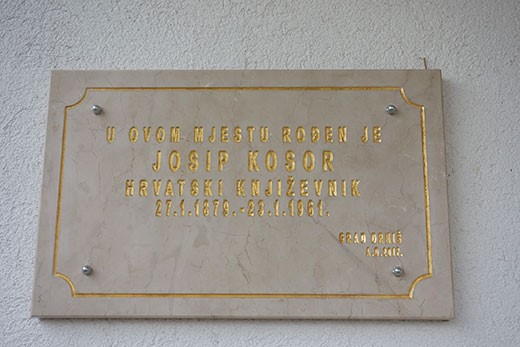 U OVOM MJESTU ROĐEN JE
JOSIP KOSOR
HRVATSKI KNJIŽEVNIK
27.1.1879.-23.1.1961.
GRAD DRNIŠ